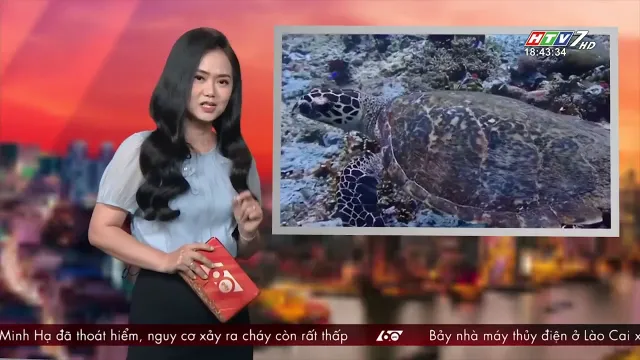 HTV7 HD
18:43:34
Minh Hạ đã thoát hiểm, nguy cơ xảy ra cháy còn rất thấp
Bảy nhà máy thủy điện ở Lào Cai x